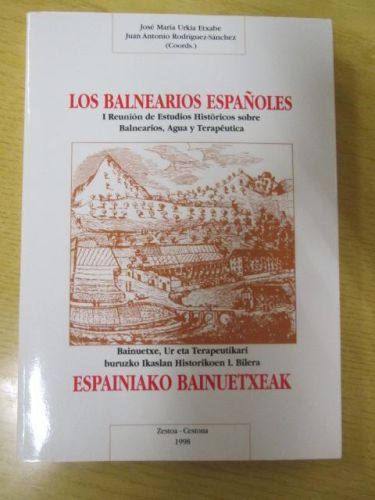 José Maria Urkia Etxabe
Juan Antonio Rodríguez-Sánchez
(Coords.)
LOS BALNEARIOS ESPAÑOLES
I Reunión de Estudios Históricos sobre
Balnearios, Agua y Terapéutica
Bainuetxe, Ur eta Terapeutikari
buruzko Ikaslan Historikoen I. Bilera
ESPAINIAKO BAINUETXEAK
Zestoa - Cestona
1998